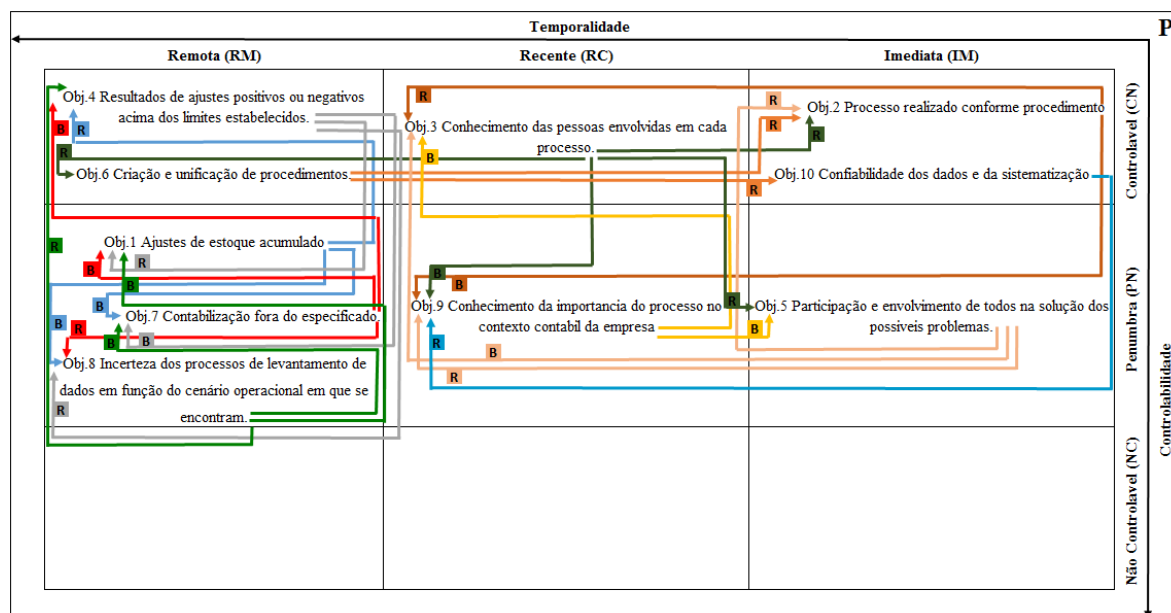 Temporalidade
P
Remota (RM)
Recente (RC)
Imediata (IM)
R
R
Obj.4 Resultados de ajustes positivos ou negativos
acima dos limites estabelecidos.
Obj.2 Processo realizado conforme procedimento
B
R
R
R
Obj.3 Conhecimento das pessoas envolvidas em cada
processo.
R
B
Obj.6 Criação e unificação de procedimentos.
R
Obj.10 Confiabilidade dos dados e da sistematização
Controlavel (CN)
R
Obj.1 Ajustes de estoque acumulado
B
R
B
B
B
R
B
Obj.7 Contabilização fora do especificado.
Obj.9 Conhecimento da importancia do processo no
contexto contabil da empresa
R
Obj.5 Participação e envolvimento de todos na solução dos
possiveis problemas.
B
R
B
B
R
B
B
Obj.8 Incerteza dos processos de levantamento de
dados em função do cenário operacional em que se
encontram.
R
R
Penumbra (PN)
Controlabilidade
Não Controlavel (NC)